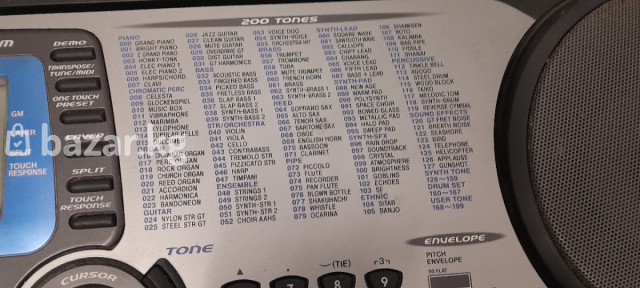 200 TONES
DEMO
TRANSPOSE/
TUNE/MIDI
ONE TOUCH
PRESET
SPLIT
TOUCH
RESPONSE
GM
TOUCH
RESPONSE
CURSOR
bazar.bg
PIANO
000 GRAND PIANO
001 BRIGHT PIANO
002 E.GRAND PIANO
003 HONKY-TONK
004 ELEC PIANO 1
005 ELEC PIANO 2
006 HARPSICHORD
007 CLAVI
CHROMATIC PERC
008 CELESTA
009 GLOCKENSPIEL
010 MUSIC BOX
011 VIBRAPHONE
MARIMBA
XYLOPHONE
ORGAN
018 ROCK ORGAN
019 CHURCH ORGAN
020 REED ORGAN
021 ACCORDION
022 HARMONICA
023 BANDONEON
GUITAR
024 NYLON STR GT
025 STEEL STR GT
026 JAZZ GUITAR
027 CLEAN GUITAR
028 MUTE GUITAR
029 OVERDRIVE GT
030 DIST GT
031 GT HARMONICS
BASS
032 ACOUSTIC BASS
033 FINGERED BASS
034 PICKED BASS
035 FRETLESS BASS
036 SLAP BASS 1
037 SLAP BASS 2
038 SYNTH-BASS 1
039 SYNTH-BASS 2
STR/ORCHESTRA
040 VIOLIN
041 VIOLA
042 CELLO
043 CONTRABASS
044 TREMOLO STR
045 PIZZICATO STR
046 HARP
047 TIMPANI
ENSEMBLE
048 STRINGS 1
049 STRINGS 2
050 SYNTH-STR 1
051 SYNTH-STR 2
052 CHOIR AAHS
053 VOICE DOO
054 SYNTH-VOICE
055 ORCHESTRA HIT
BRASS
056 TRUMPET
057 TROMBONE
058 TUBA
059 MUTE TRUMPET
060 FRENCH HORN
061 BRASS
062 SYNTH-BRASS 1
063 SYNTH-BRASS 2
REED
064 SOPRANO SAX
065 ALTO SAX
066 TENOR SAX
067 BARITONE SAX
068 OBOE
069 ENGLISH HORN
070 BASSOON
071 CLARINET
PIPE
072 PICCOLO
073 FLUTE
074 RECORDER
075 PAN FLUTE
076 BLOWN BOTTLE
077 SHAKUHACHI
078 WHISTLE
079 OCARINA
SYNTH-LEAD
080 SQUARE WAVE
081 SAWTOOTH WAVE
082 CALLIOPE
083 CHIFF LEAD
084 CHARANG
085 VOICE LEAD
086 FIFTH LEAD
087 BASS+LEAD
SYNTH-PAD
088 NEW AGE
089 WARM PAD
090 POLYSYNTH
091 SPACE CHOIR
092 BOWED GLASS
093 METALLIC PAD
094 HALO PAD
095 SWEEP PAD
SYNTH-SFX
096 RAIN DROP
097 SOUNDTRACK
098 CRYSTAL
099 ATMOSPHERE
100 BRIGHTNESS
101 GOBLINS
102 ECHOES
103 SF
ETHNIC
104 SITAR
105 BANJO
106 SHAMISEN
107 KOTO
108 KALIMBA
109 BAG PIPE
110 FIDDLE
111 SHANAI
PERCUSSIVE
112 TINKLE BELL
113 AGOGO
114 STEEL DRUMS
115 WOOD BLOCK
116 TAIKO
117 MELODIC TOM
118 SYNTH-DRUM
119 REVERSE CYMBAL
SOUND EFFECTS
120 GT FRET NOISE
121 BREATH NOISE
122 SEASHORE
123 BIRD
124 TELEPHONE
125 HELICOPTER
126 APPLAUSE
127 GUNSHOT
SYNTH TONE
128~159
DRUM SET
160~167
USER TONE
168~199
TONE
(TIE)
3
7
8
9
ENVELOPE
PITCH
ENVELOPE
00 FLAT